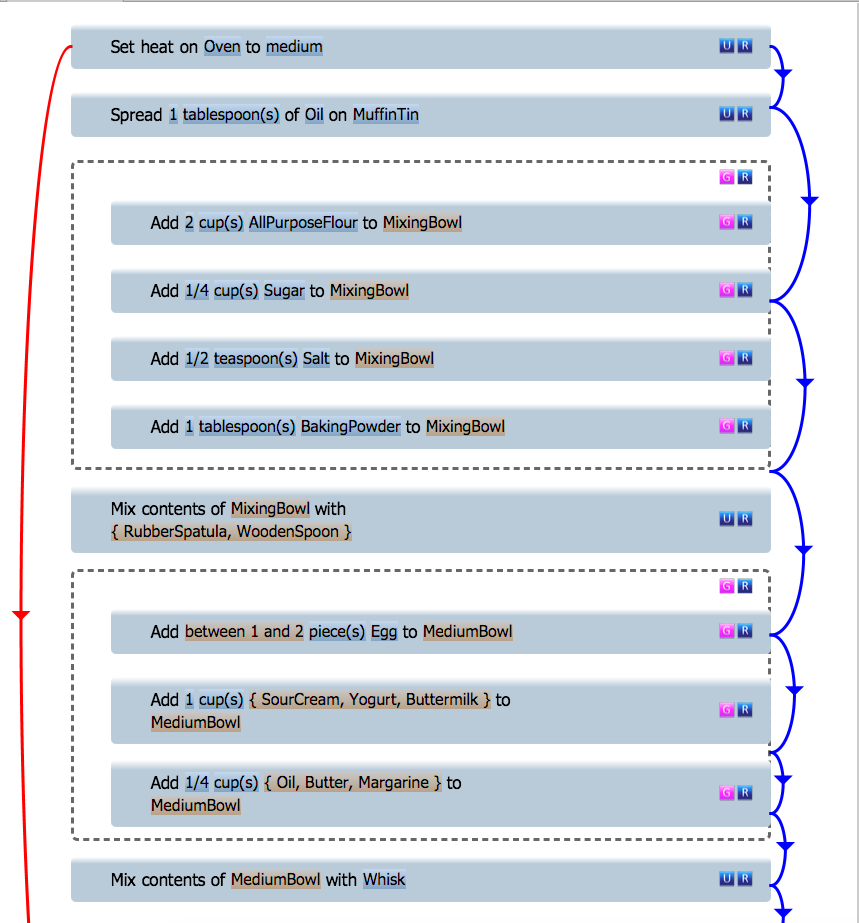 Set heat on Oven to medium U R
Spread 1 tablespoon(s) of Oil on MuffinTin U R
G R
Add 2 cup(s) AllPurposeFlour to MixingBowl G R
Add 1/4 cup(s) Sugar to MixingBowl G R
Add 1/2 teaspoon(s) Salt to MixingBowl G R
Add 1 tablespoon(s) BakingPowder to MixingBowl G R
Mix contents of MixingBowl with
{ RubberSpatula, WoodenSpoon } U R
G R
Add between 1 and 2 piece(s) Egg to MediumBowl G R
Add 1 cup(s) { SourCream, Yogurt, Buttermilk } to
MediumBowl G R
Add 1/4 cup(s) { Oil, Butter, Margarine } to
MediumBowl G R
Mix contents of MediumBowl with Whisk U R